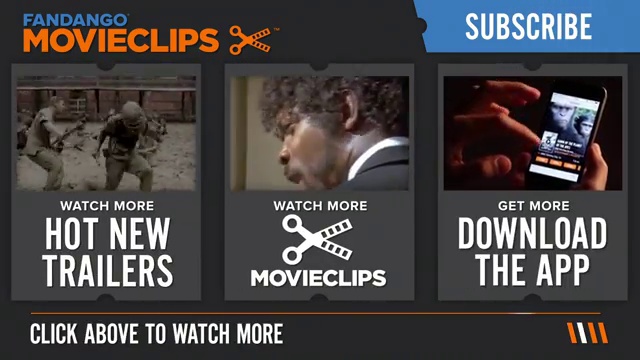 FANDANGO
MOVIECLIPS ™
SUBSCRIBE
WATCH MORE
HOT NEW
TRAILERS
WATCH MORE
MOVIECLIPS
GET MORE
DOWNLOAD
THE APP
CLICK ABOVE TO WATCH MORE